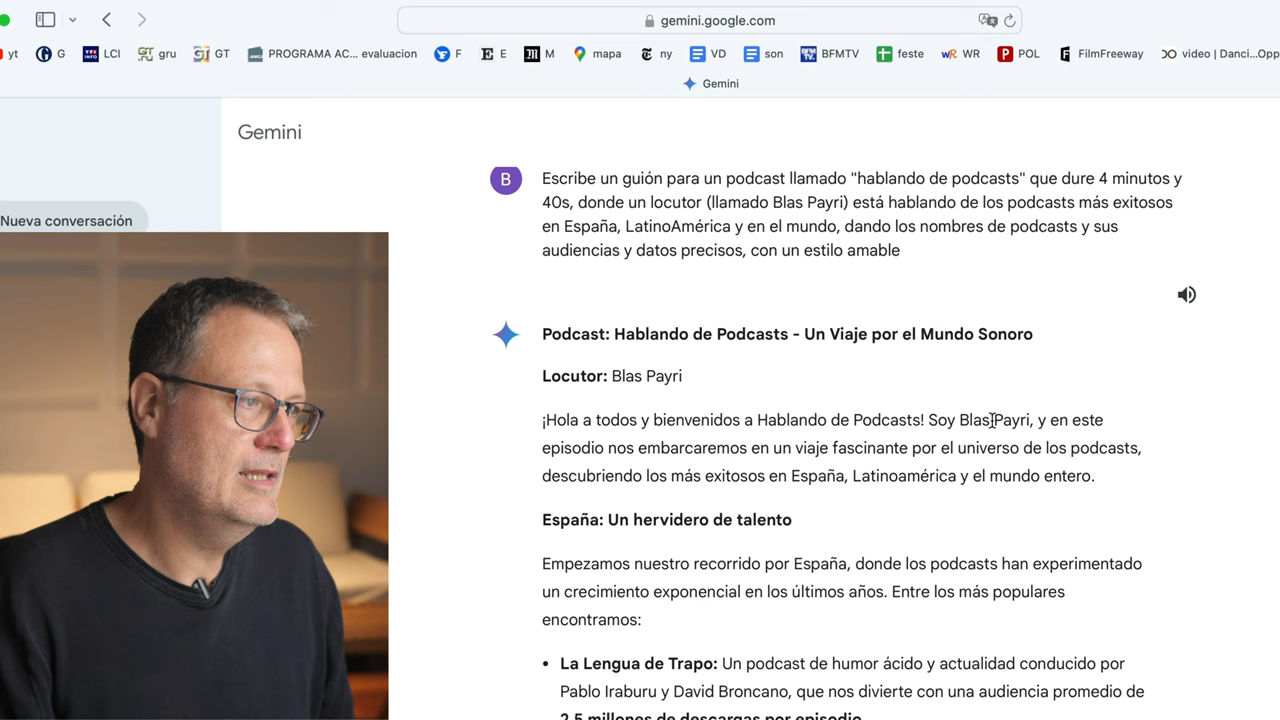 gemini.google.com
yt G LCI gru GT PROGRAMA AC... evaluacion F E M mapa ny VD son BFMTV feste WR POL FilmFreeway video | Danci...Opp
Gemini
Gemini
Nueva conversación
B
Escribe un guión para un podcast llamado "hablando de podcasts" que dure 4 minutos y
40s, donde un locutor (llamado Blas Payri) está hablando de los podcasts más exitosos
en España, LatinoAmérica y en el mundo, dando los nombres de podcasts y sus
audiencias y datos precisos, con un estilo amable
Podcast: Hablando de Podcasts - Un Viaje por el Mundo Sonoro
Locutor: Blas Payri
¡Hola a todos y bienvenidos a Hablando de Podcasts! Soy Blas Payri, y en este
episodio nos embarcaremos en un viaje fascinante por el universo de los podcasts,
descubriendo los más exitosos en España, Latinoamérica y el mundo entero.
España: Un hervidero de talento
Empezamos nuestro recorrido por España, donde los podcasts han experimentado
un crecimiento exponencial en los últimos años. Entre los más populares
encontramos:
• La Lengua de Trapo: Un podcast de humor ácido y actualidad conducido por
Pablo Iraburu y David Broncano, que nos divierte con una audiencia promedio de
2.5 millones de descargas por episodio